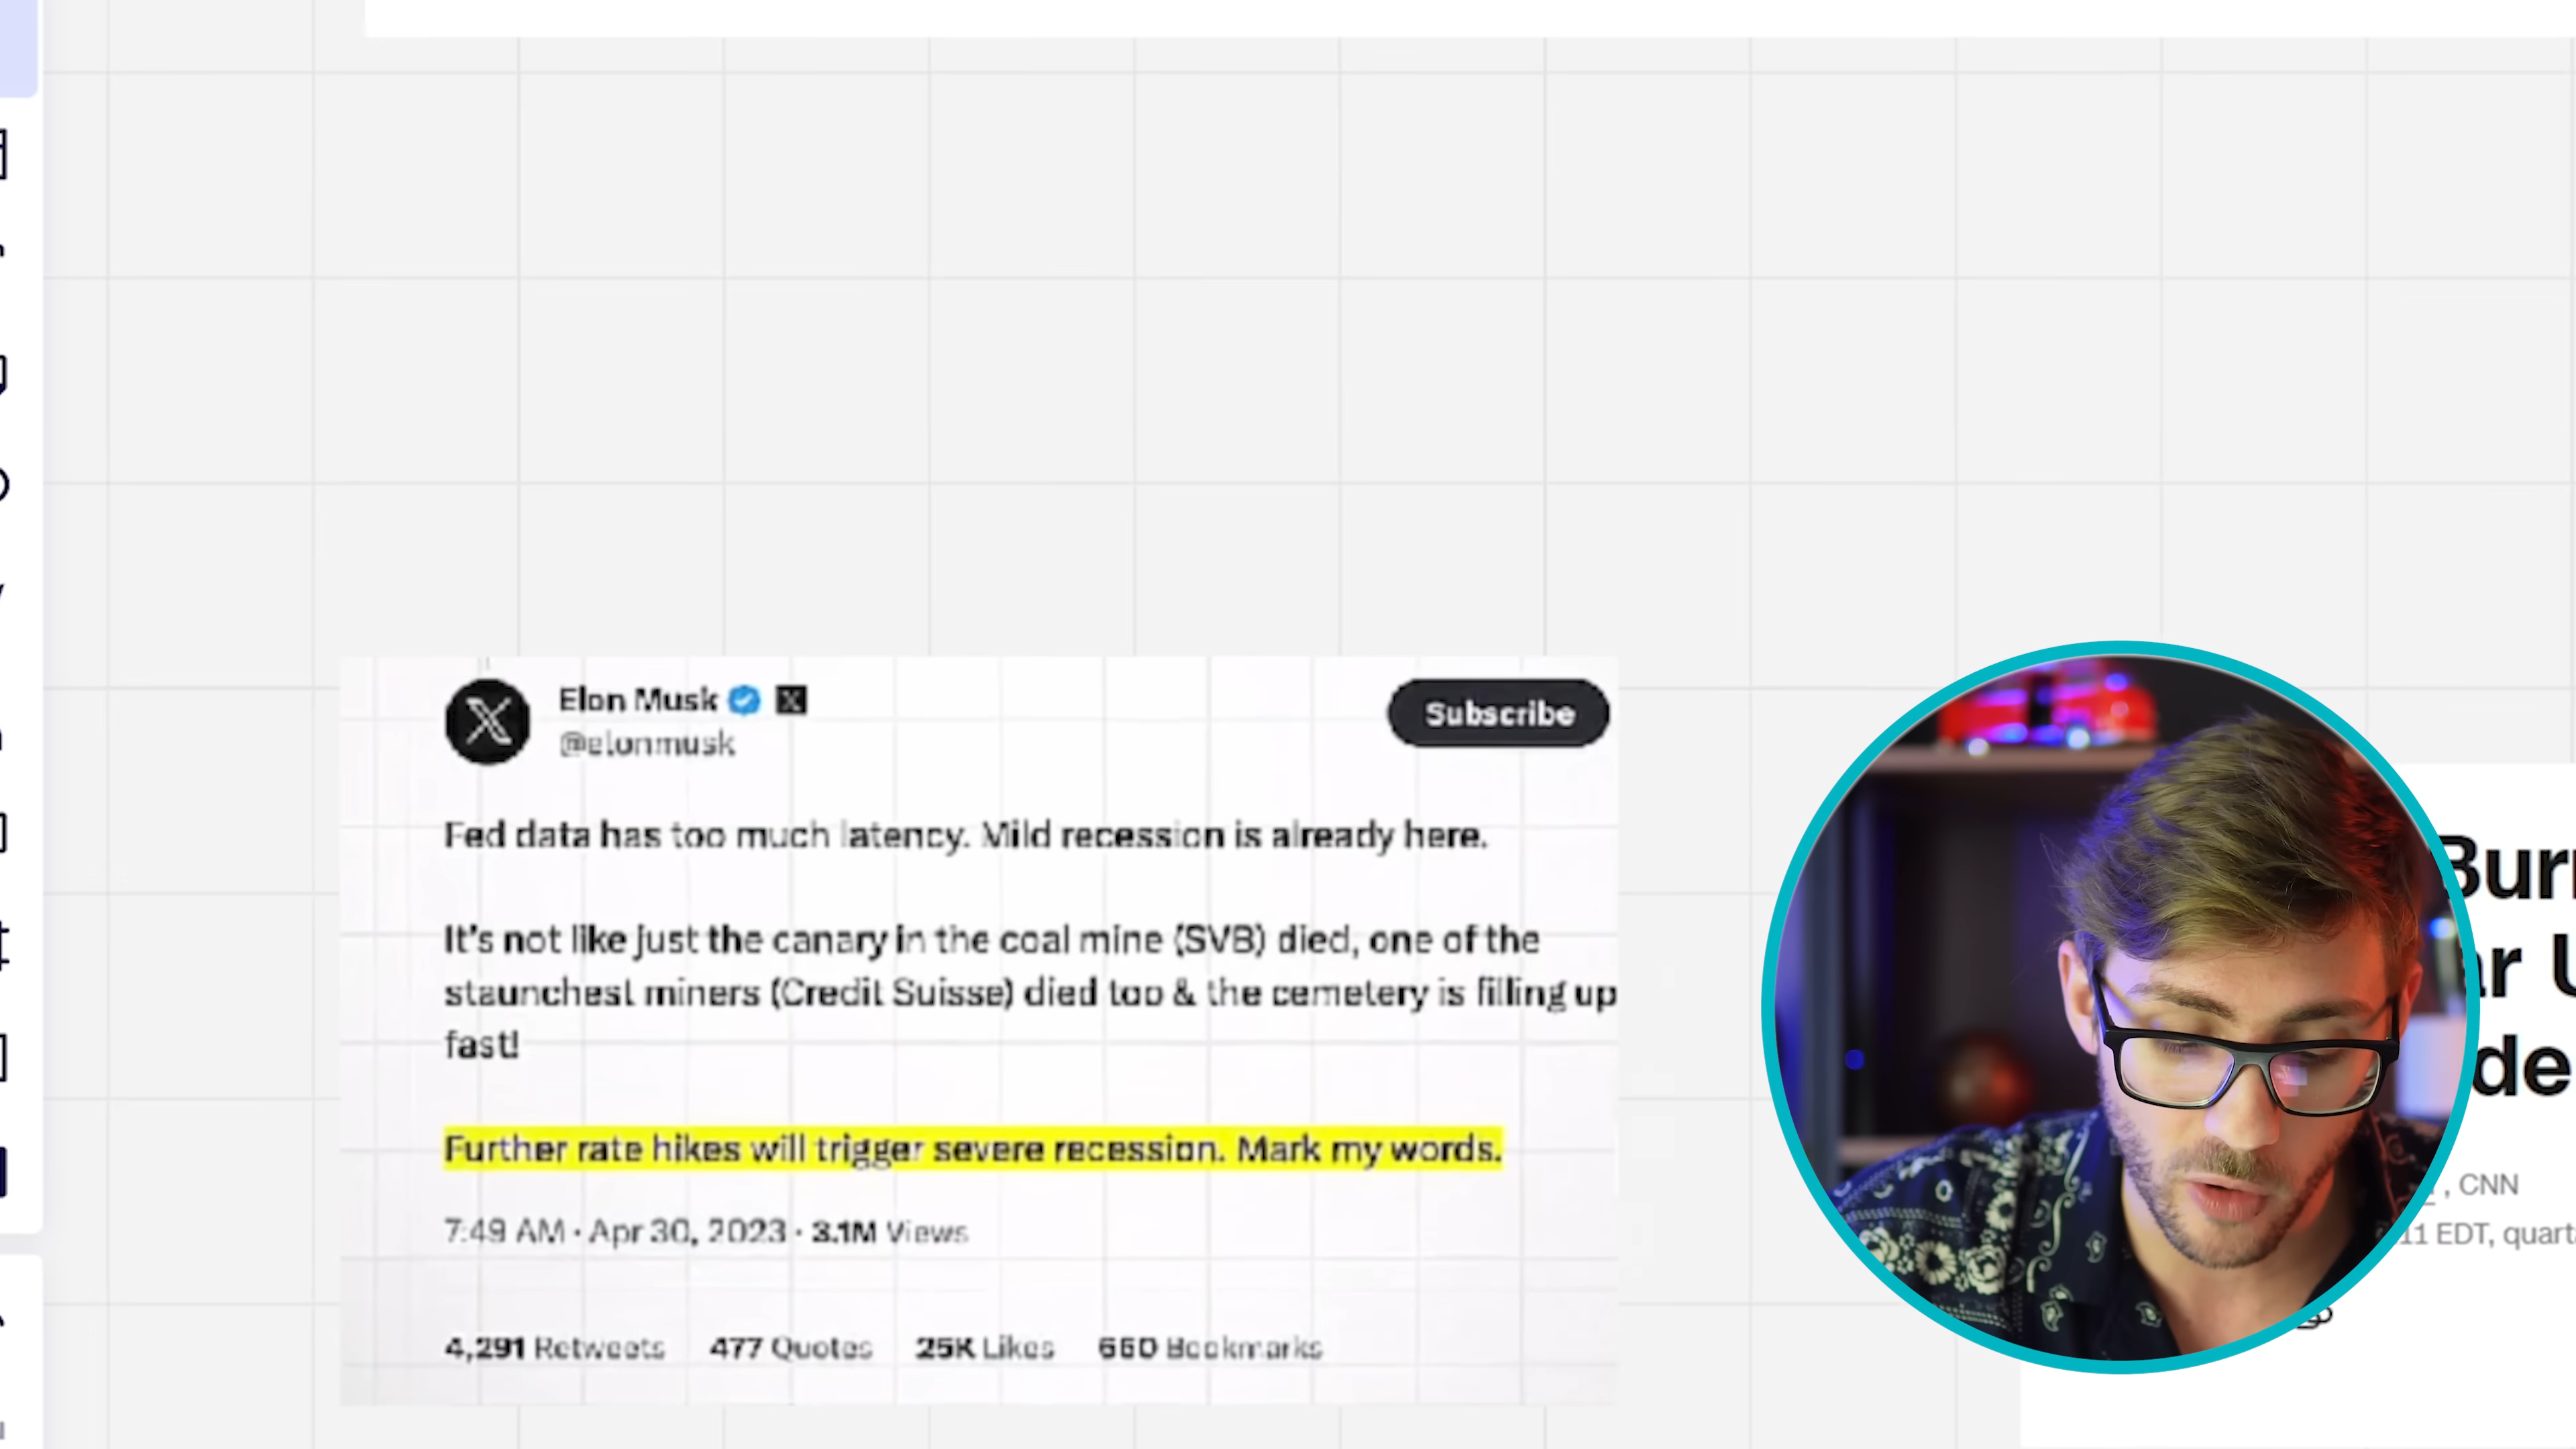 Elon Musk
@elonmusk
Subscribe
Fed data has too much latency. Mild recession is already here.
It's not like just the canary in the coal mine (SVB) died, one of the
staunchest miners (Credit Suisse) died too & the cemetery is filling up
fast!
Further rate hikes will trigger severe recession. Mark my words.
7:49 AM · Apr 30, 2023 · 3.1M Views
4,291 Retweets 477 Quotes 25K Likes 660 Bookmarks
, CNN
11 EDT,